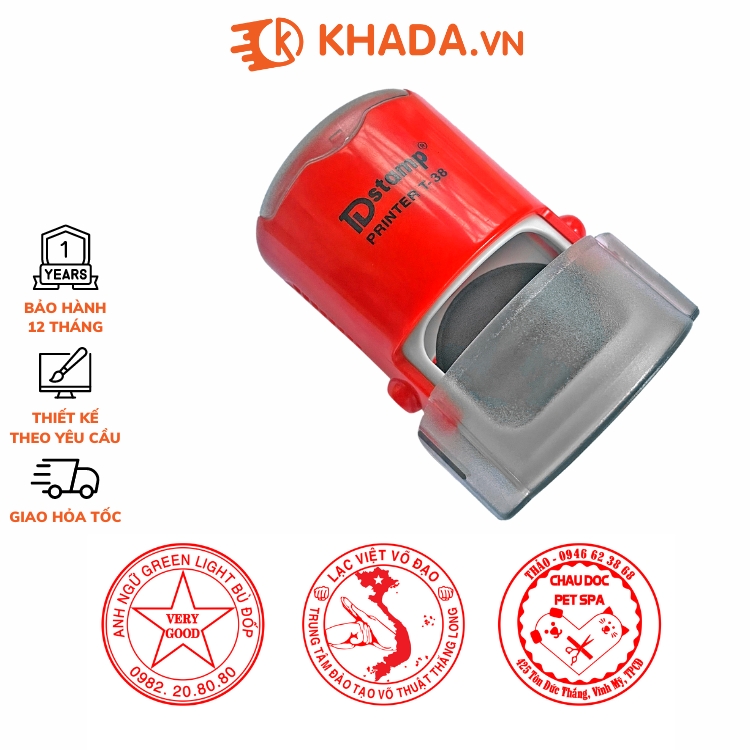 KHADA.vn
TDstamp®
PRINTER T-38
1
YEARS
BẢO HÀNH
12 THÁNG
THIẾT KẾ
THEO YÊU CẦU
GIAO HỎA TỐC
ANH NGỮ GREEN LIGHT BÙ ĐỐP
VERY
GOOD
0982. 20.80.80
LẠC VIỆT VÕ ĐẠO
TRUNG TÂM ĐÀO TẠO VÕ THUẬT THĂNG LONG
THẢO - 0946 62 38 68
CHAU DOC
PET SPA
425 Tôn Đức Thắng, Vĩnh Mỹ, TPCĐ